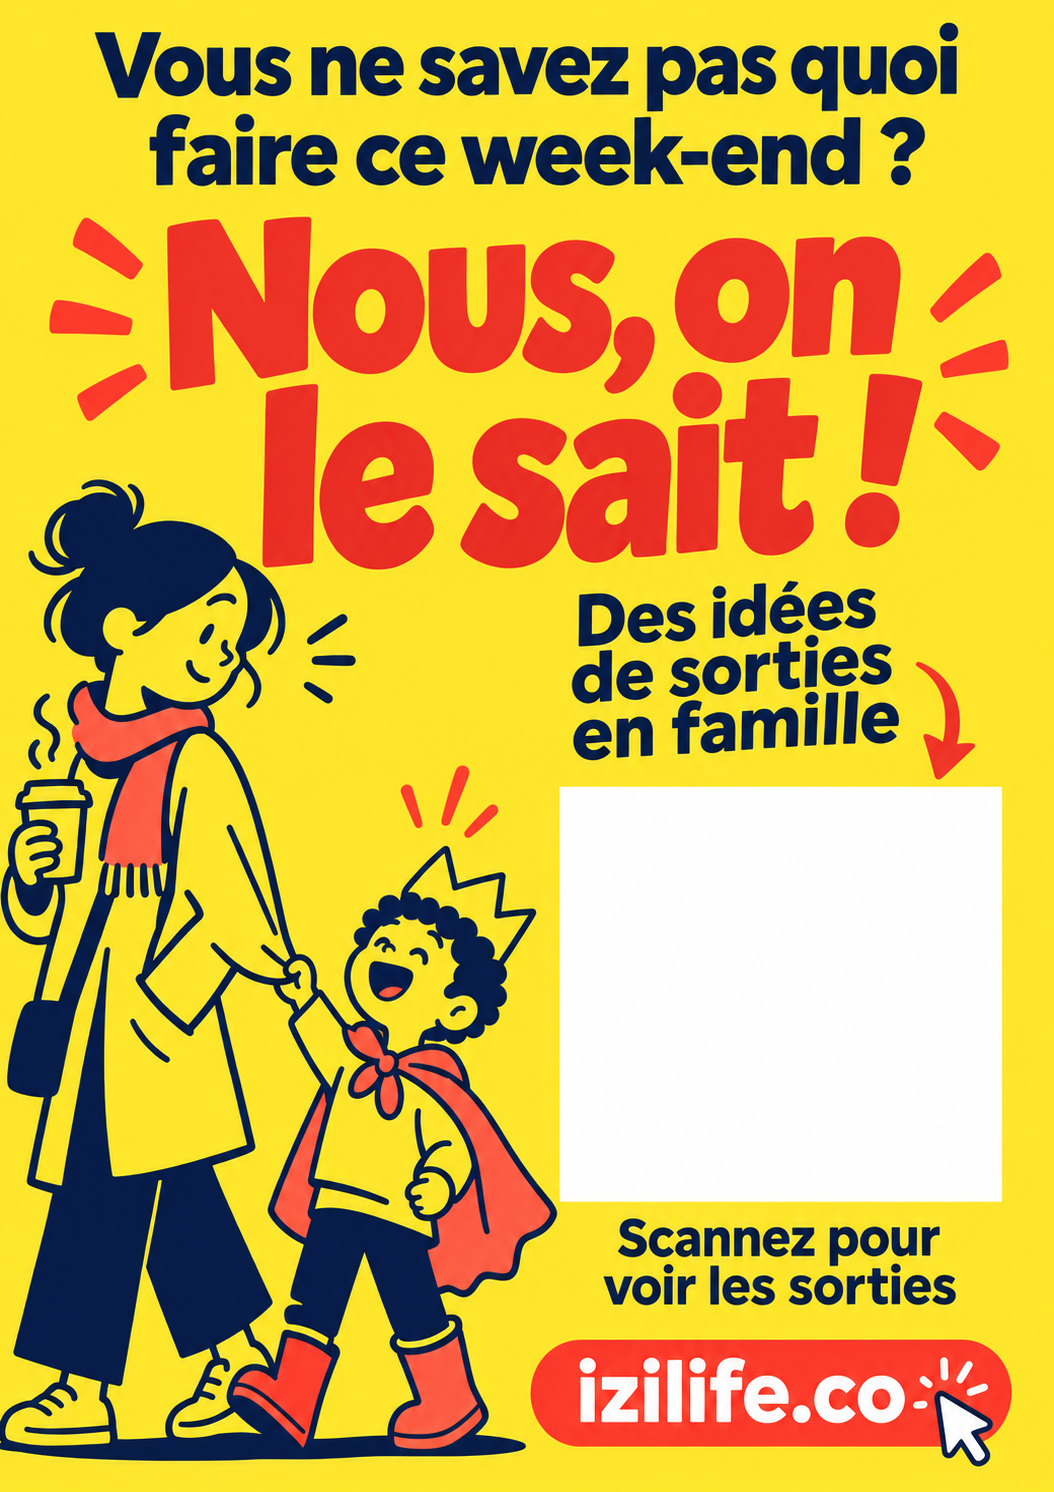 Vous ne savez pas quoi
faire ce week-end ?
Nous, on
le sait !
Des idées
de sorties
en famille
Scannez pour
voir les sorties
izilife.co